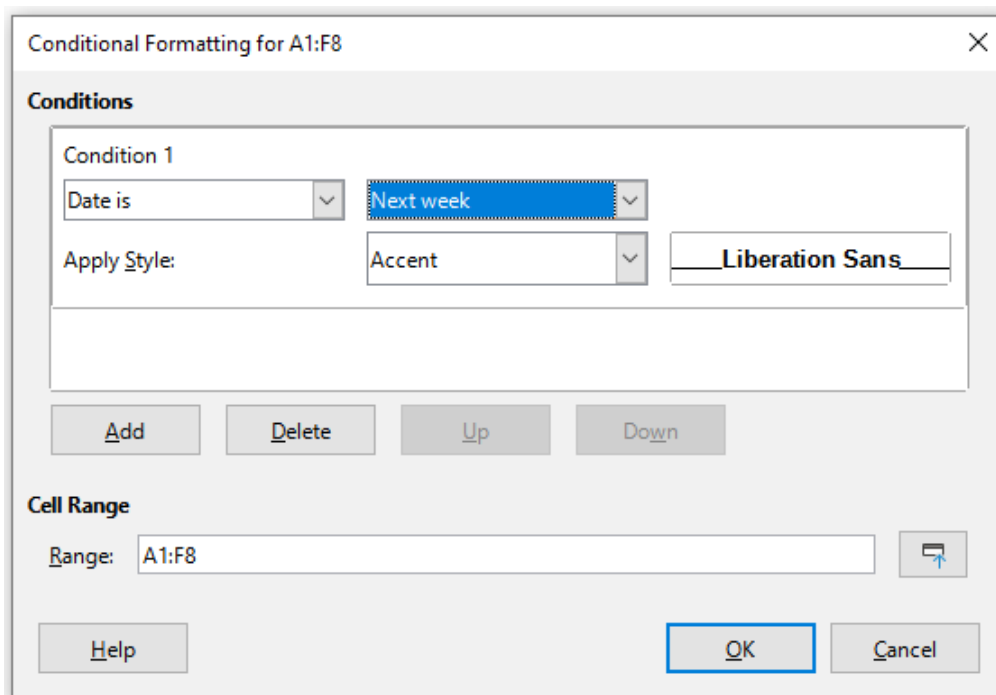 Conditional Formatting for A1:F8
Conditions
Condition 1
Date is Next week
Apply Style: Accent Liberation Sans
Add Delete Up Down
Cell Range
Range: A1:F8
Help OK Cancel